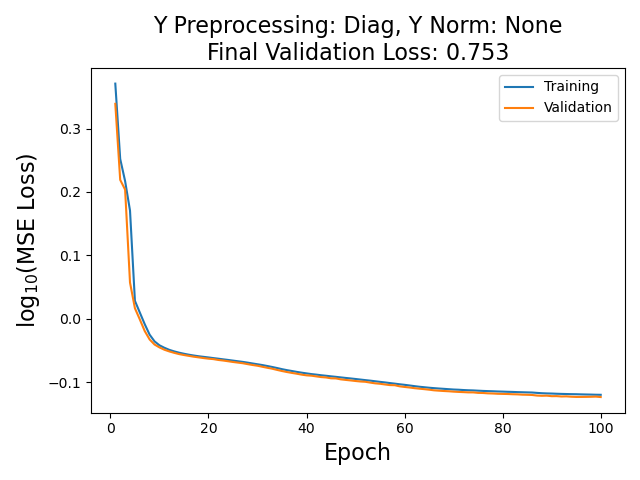 Y Preprocessing: Diag, Y Norm: None
Final Validation Loss: 0.753
Training
Validation
log₁₀(MSE Loss)
0.3
0.2
0.1
0.0
−0.1
0
20
40
60
80
100
Epoch